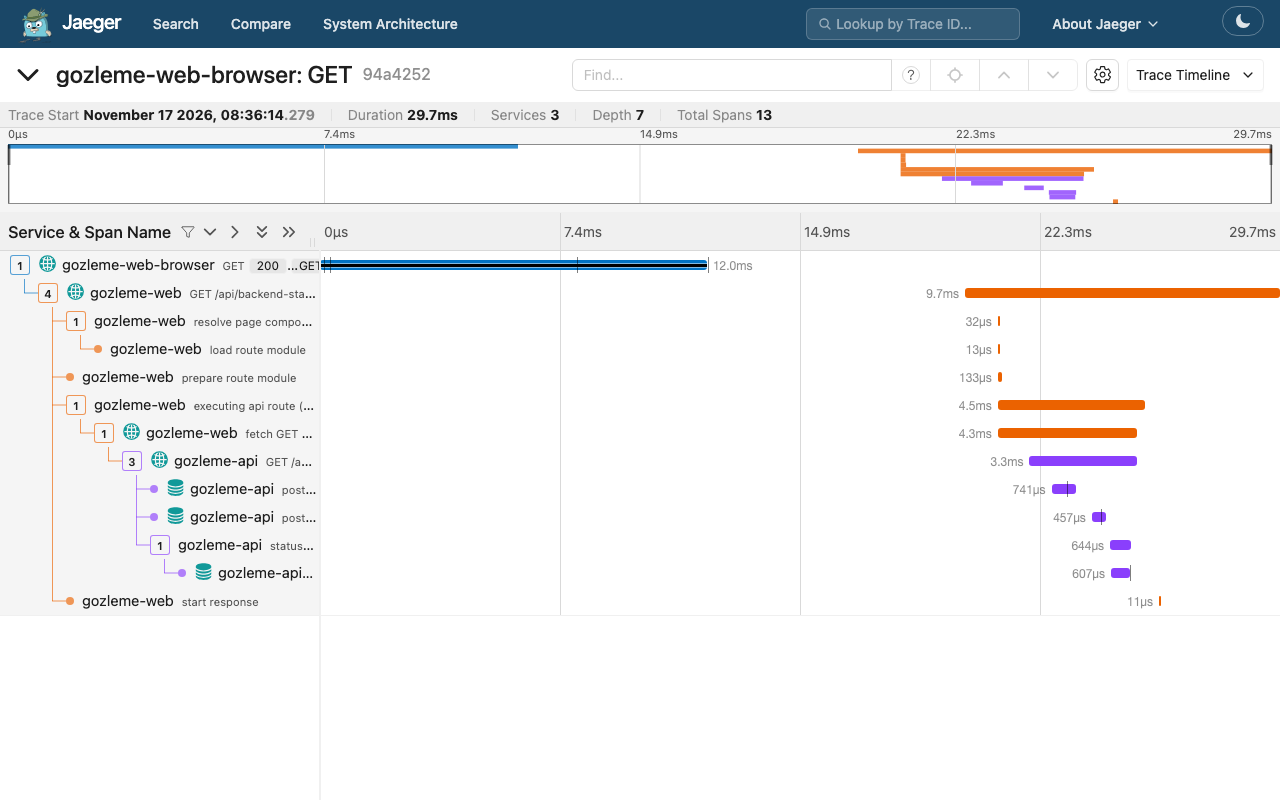 Jaeger Search Compare System Architecture Lookup by Trace ID... About Jaeger
gozleme-web-browser: GET 94a4252 Find... ? Trace Timeline
Trace Start November 17 2026, 08:36:14.279 Duration 29.7ms Services 3 Depth 7 Total Spans 13
0μs 7.4ms 14.9ms 22.3ms 29.7ms
Service & Span Name 0μs 7.4ms 14.9ms 22.3ms 29.7ms
1 gozleme-web-browser GET 200 ...GET 12.0ms
4 gozleme-web GET /api/backend-sta... 9.7ms
1 gozleme-web resolve page compo... 32μs
gozleme-web load route module 13μs
gozleme-web prepare route module 133μs
1 gozleme-web executing api route (... 4.5ms
1 gozleme-web fetch GET ... 4.3ms
3 gozleme-api GET /a... 3.3ms
gozleme-api post... 741μs
gozleme-api post... 457μs
1 gozleme-api status... 644μs
gozleme-api... 607μs
gozleme-web start response 11μs